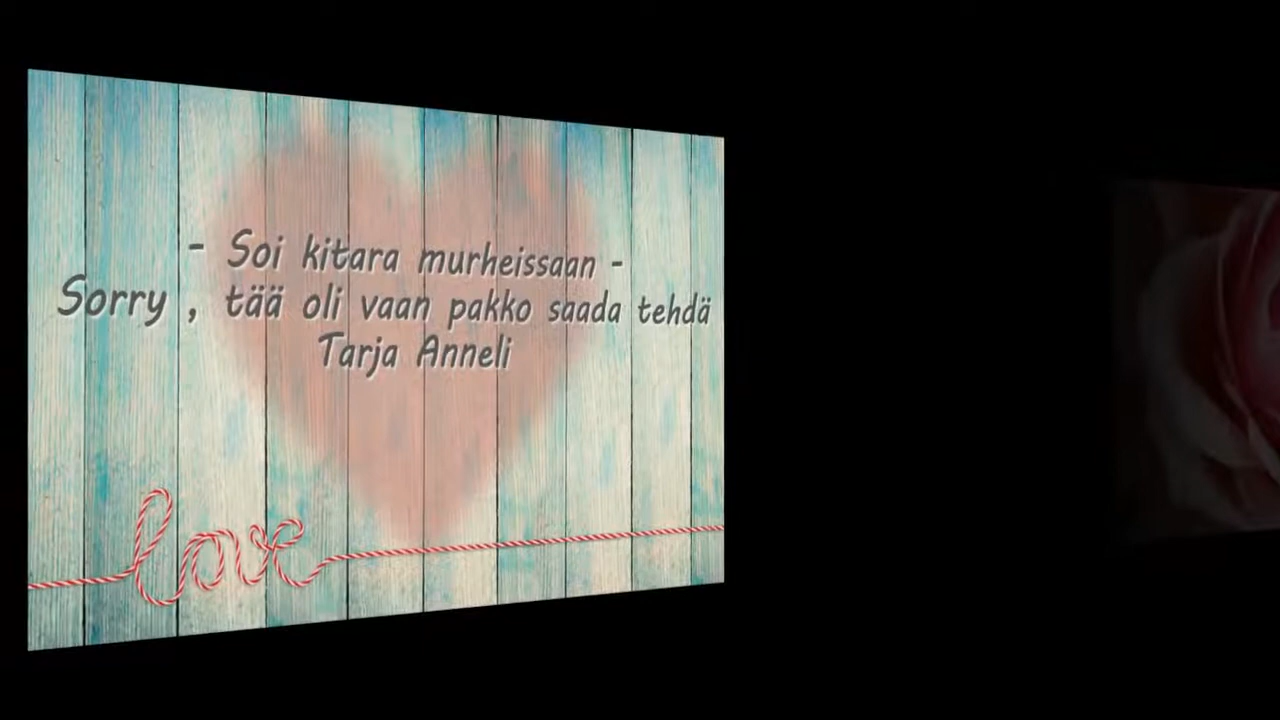 - Soi kitara murheissaan -
Sorry , tää oli vaan pakko saada tehdä
Tarja Anneli
love